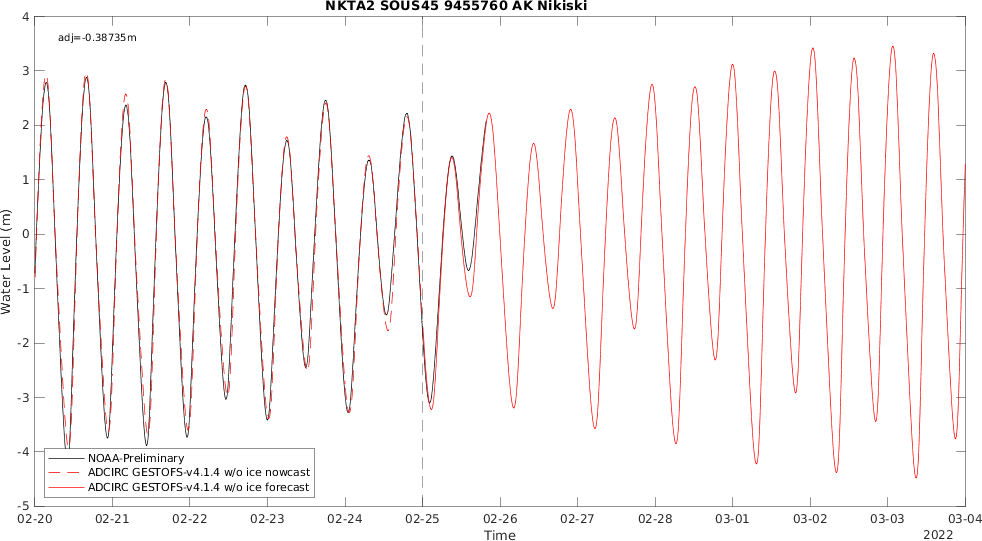 NKTA2 SOUS45 9455760 AK Nikiski
adj=-0.38735m
Water Level (m)
4
3
2
1
0
-1
-2
-3
-4
-5
NOAA-Preliminary
ADCIRC GESTOFS-v4.1.4 w/o ice nowcast
ADCIRC GESTOFS-v4.1.4 w/o ice forecast
02-20 02-21 02-22 02-23 02-24 02-25 02-26 02-27 02-28 03-01 03-02 03-03 03-04
Time
2022